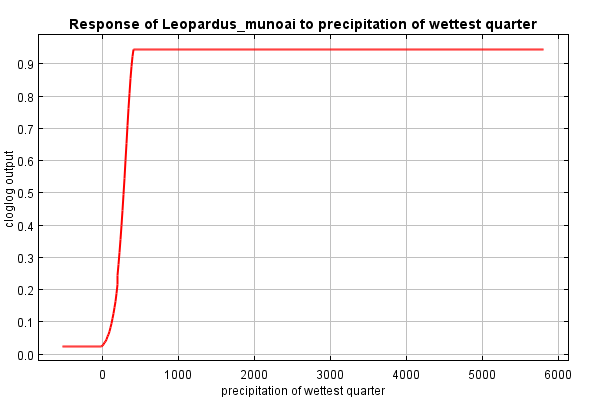 Response of Leopardus_munoai to precipitation of wettest quarter
cloglog output
0.9
0.8
0.7
0.6
0.5
0.4
0.3
0.2
0.1
0.0
0 1000 2000 3000 4000 5000 6000
precipitation of wettest quarter